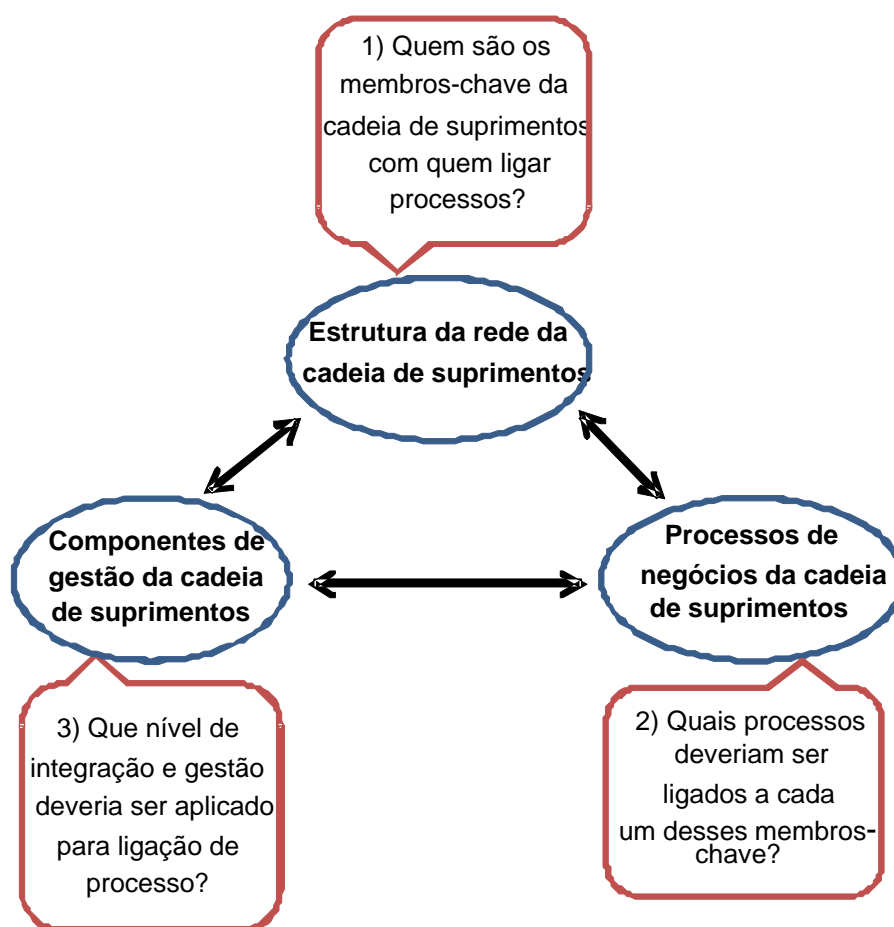 1) Quem são os
membros-chave da
cadeia de suprimentos
com quem ligar
processos?
Estrutura da rede da
cadeia de suprimentos
Componentes de
gestão da cadeia
de suprimentos
Processos de
negócios da cadeia
de suprimentos
3) Que nível de
integração e gestão
deveria ser aplicado
para ligação de
processo?
2) Quais processos
deveriam ser
ligados a cada
um desses membros-
chave?